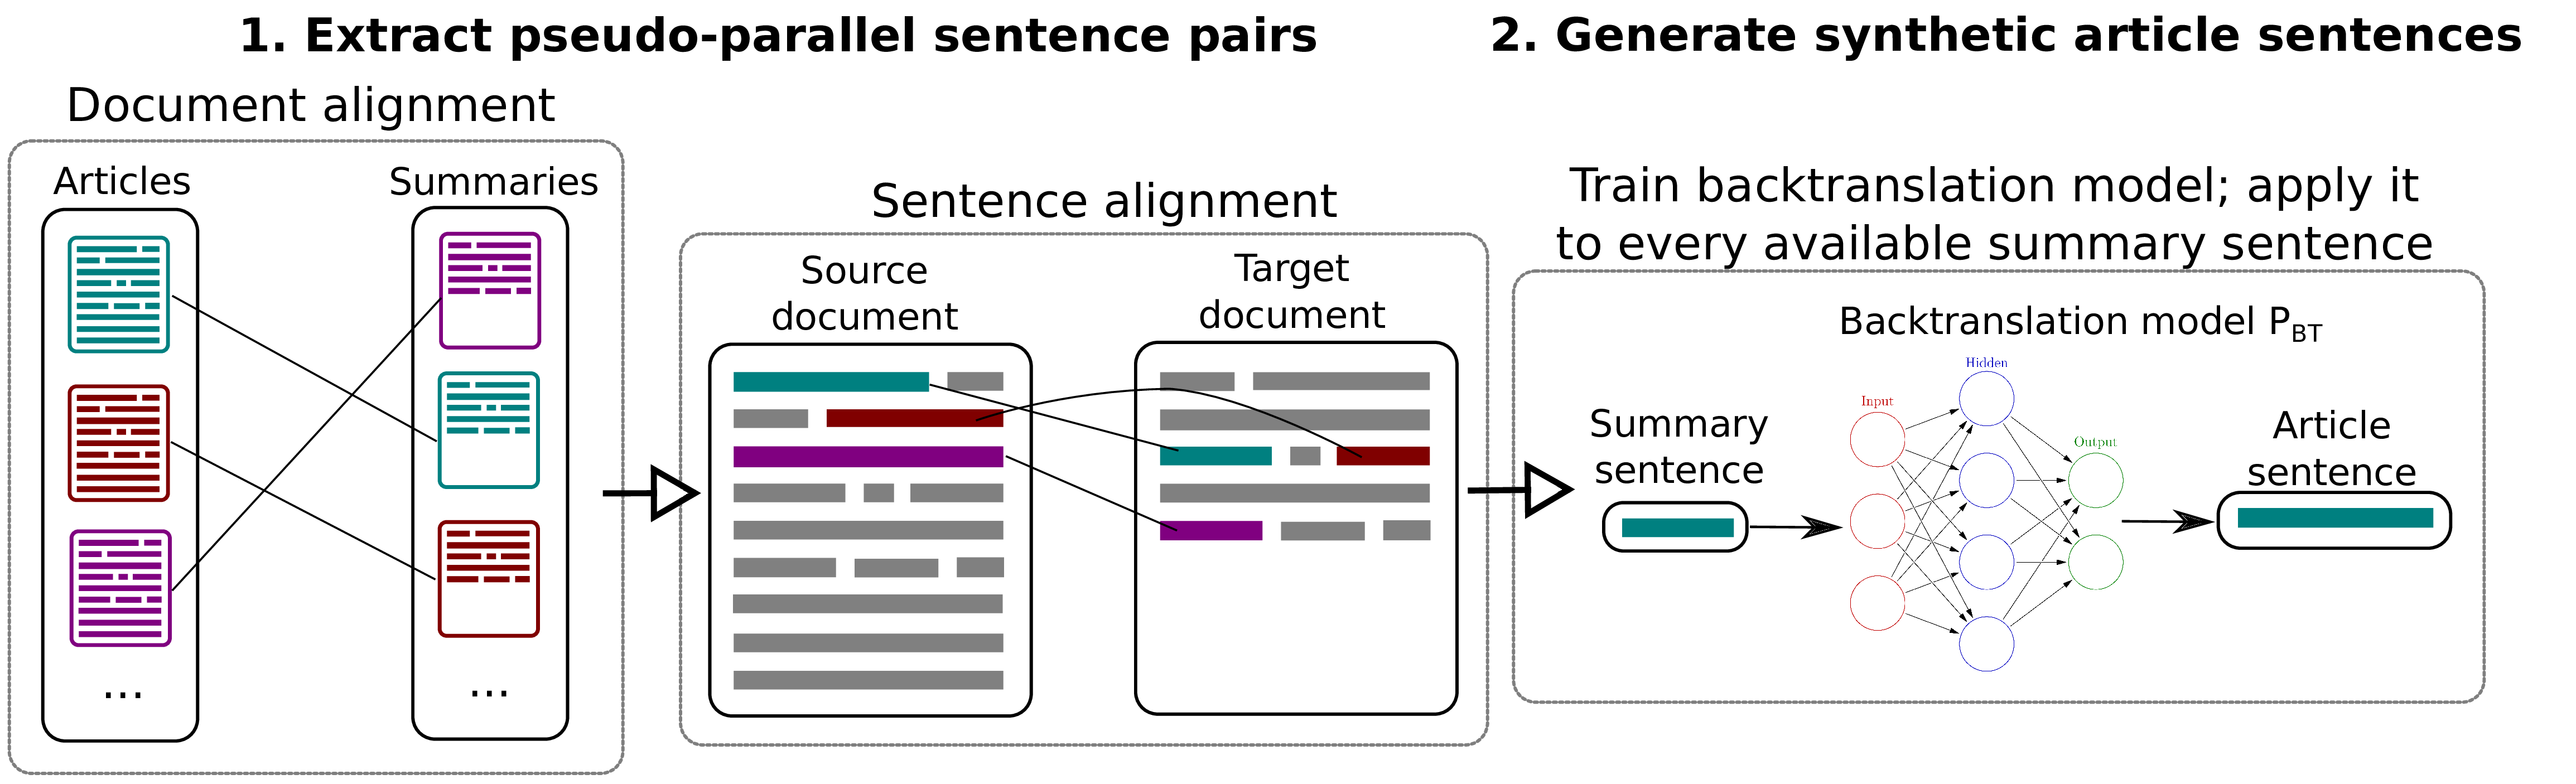 1. Extract pseudo-parallel sentence pairs
2. Generate synthetic article sentences
Document alignment
Articles
Summaries
...
...
Sentence alignment
Source
document
Target
document
Train backtranslation model; apply it
to every available summary sentence
Backtranslation model P_BT
Summary
sentence
Input
Hidden
Output
Article
sentence